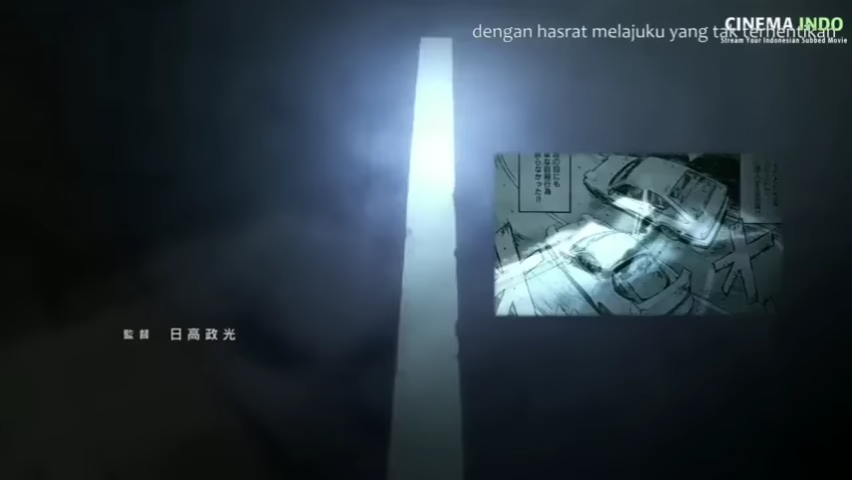 dengan hasrat melajuku yang tak terhentikan
CINEMA INDO
Stream Your Indonesian Subbed Movie
監督 日高政光